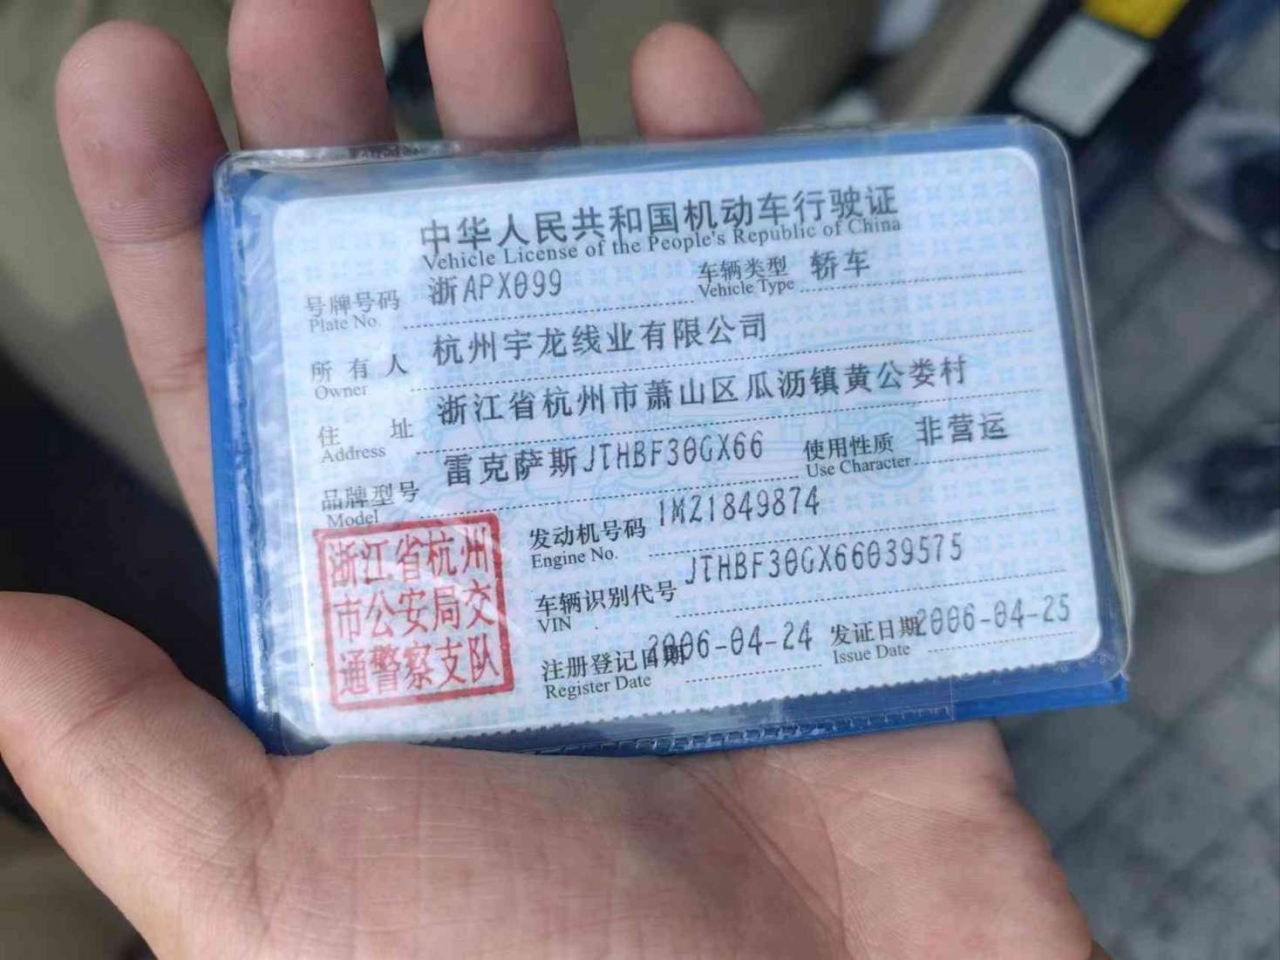 中华人民共和国机动车行驶证
Vehicle License of the People's Republic of China
号牌号码 浙APX099 车辆类型 轿车
Plate No. Vehicle Type
所有人 杭州宇龙线业有限公司
Owner
住址 浙江省杭州市萧山区瓜沥镇黄公娄村
Address
品牌型号 雷克萨斯JTHBF30GX66 使用性质 非营运
Model Use Character
发动机号码 1MZ1849874
Engine No.
车辆识别代号 JTHBF30GX66039575
VIN
注册登记日期 2006-04-24 发证日期 2006-04-25
Register Date Issue Date
浙江省杭州
市公安局交
通警察支队